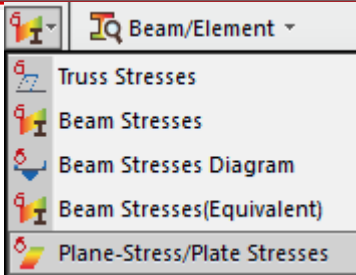 Beam/Element
Truss Stresses
Beam Stresses
Beam Stresses Diagram
Beam Stresses(Equivalent)
Plane-Stress/Plate Stresses